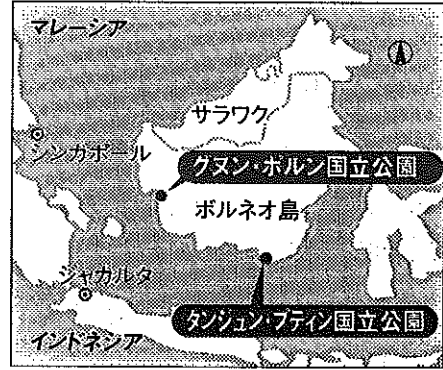 マレーシア
サラワク
シンガポール
クヌン・ポルン国立公園
ボルネオ島
ジャカルタ
タンジュン・プティン国立公園
インドネシア